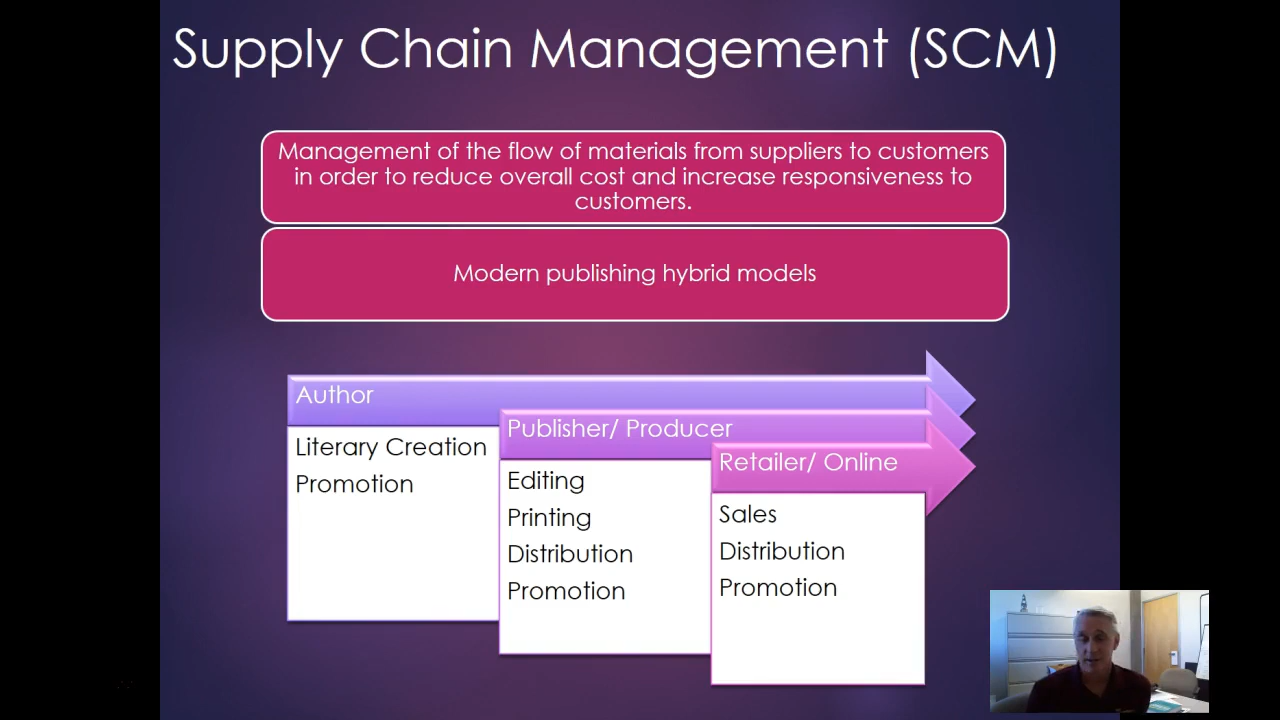 Supply Chain Management (SCM)
Management of the flow of materials from suppliers to customers
in order to reduce overall cost and increase responsiveness to
customers.
Modern publishing hybrid models
Author
Literary Creation
Promotion
Publisher/ Producer
Editing
Printing
Distribution
Promotion
Retailer/ Online
Sales
Distribution
Promotion